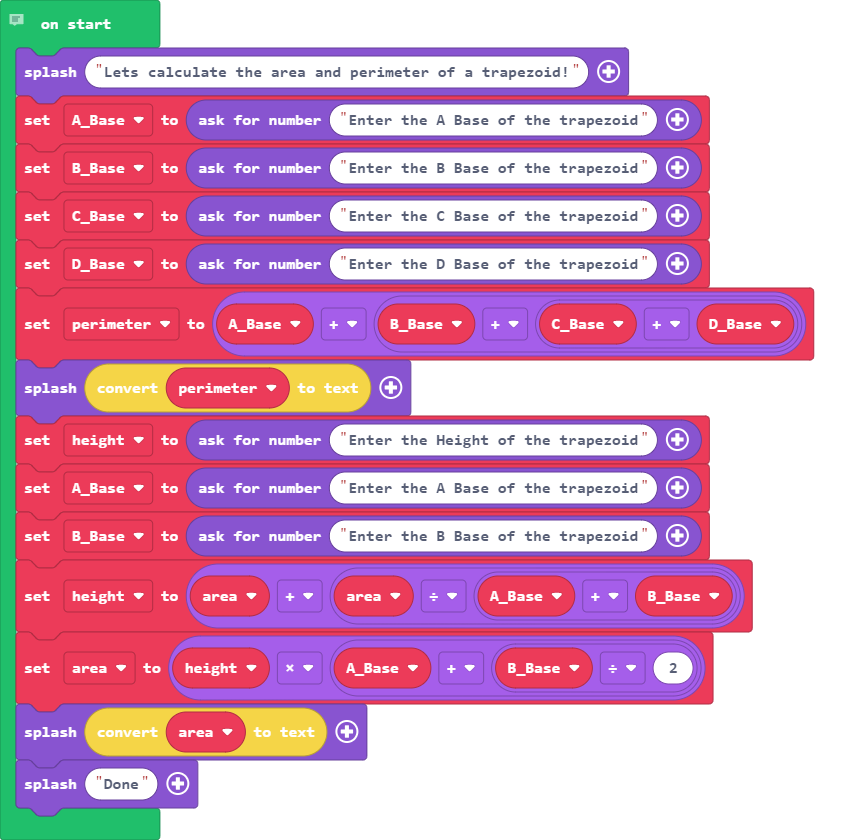 on start
splash "Lets calculate the area and perimeter of a trapezoid!"
set A_Base to ask for number "Enter the A Base of the trapezoid"
set B_Base to ask for number "Enter the B Base of the trapezoid"
set C_Base to ask for number "Enter the C Base of the trapezoid"
set D_Base to ask for number "Enter the D Base of the trapezoid"
set perimeter to A_Base + B_Base + C_Base + D_Base
splash convert perimeter to text
set height to ask for number "Enter the Height of the trapezoid"
set A_Base to ask for number "Enter the A Base of the trapezoid"
set B_Base to ask for number "Enter the B Base of the trapezoid"
set height to area + area ÷ A_Base + B_Base
set area to height × A_Base + B_Base ÷ 2
splash convert area to text
splash "Done"